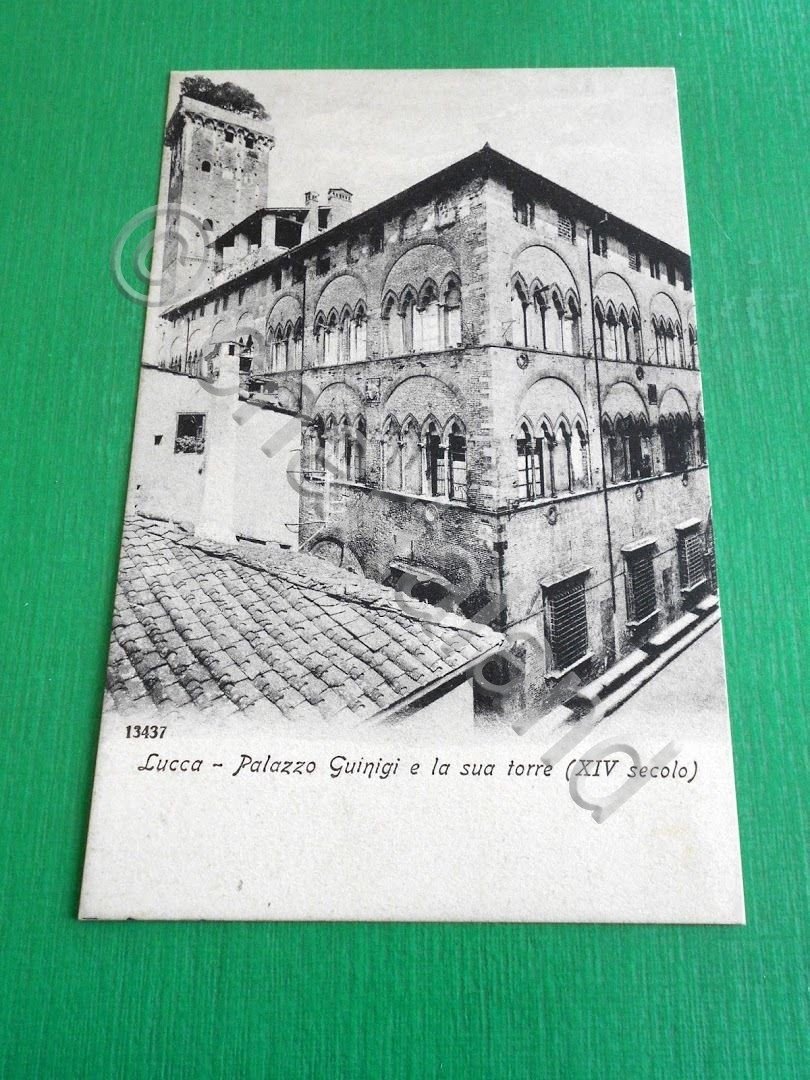 13437
Lucca - Palazzo Guinigi e la sua torre (XIV secolo)